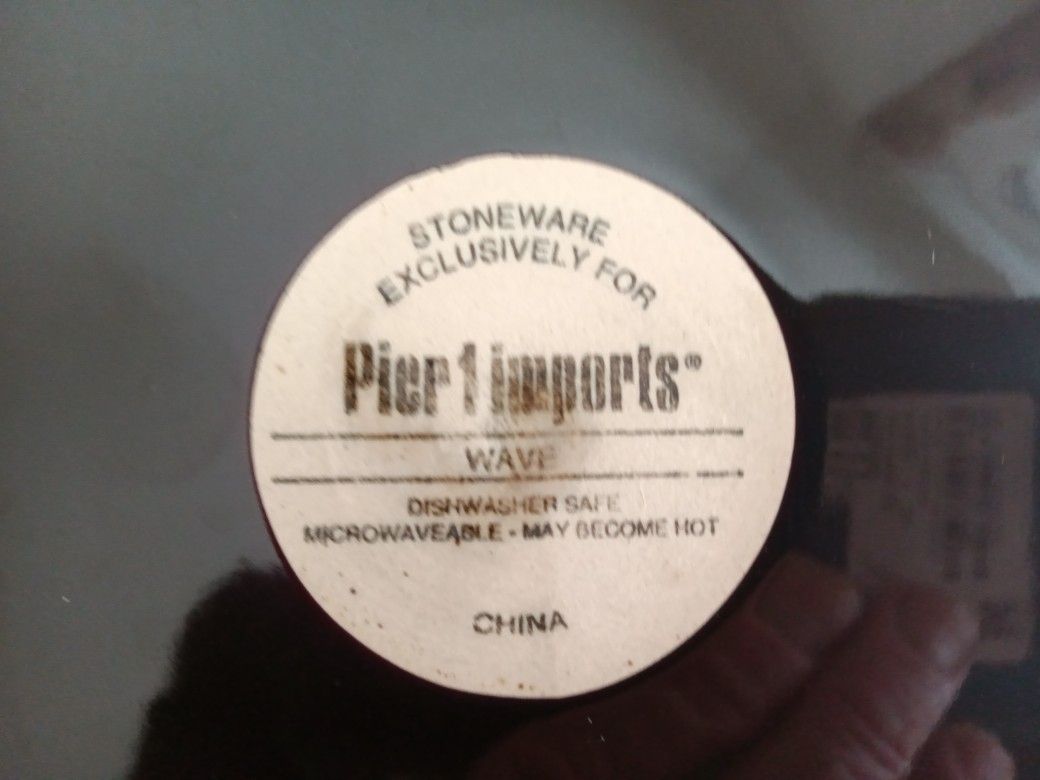 STONEWARE
EXCLUSIVELY FOR
Pier 1 imports®
WAVE
DISHWASHER SAFE
MICROWAVEABLE - MAY BECOME HOT
CHINA